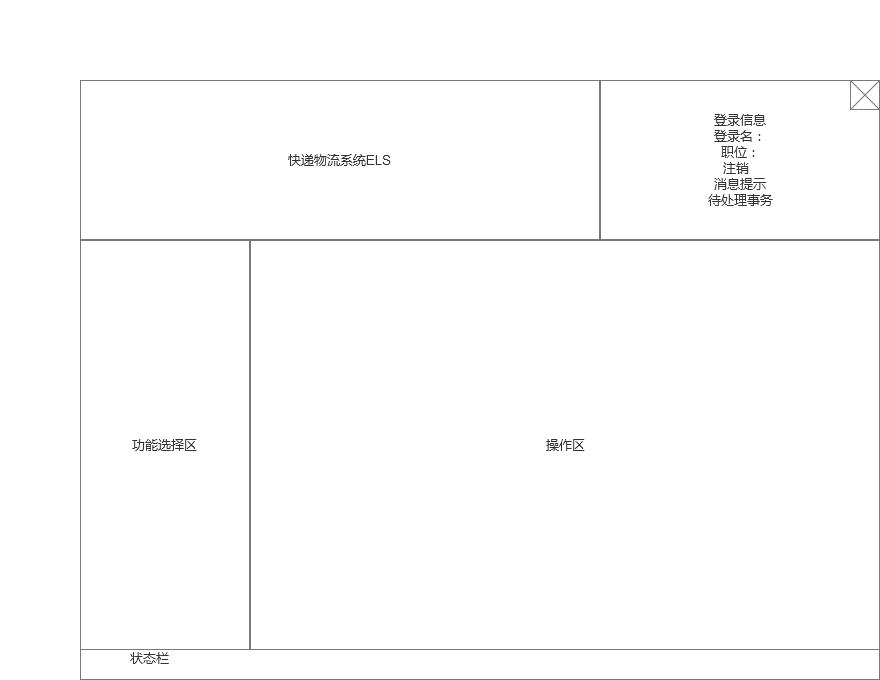 快递物流系统ELS
登录信息
登录名：
职位：
注销
消息提示
待处理事务
功能选择区
操作区
状态栏